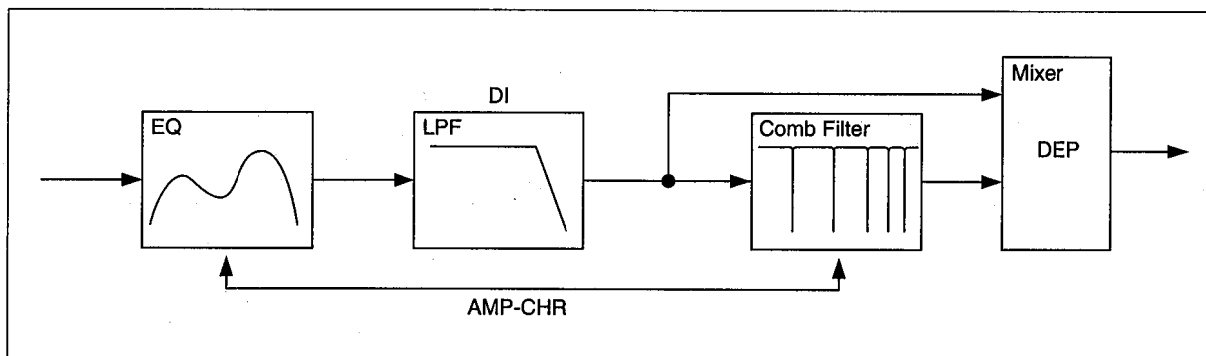 DI
Mixer
EQ
LPF
Comb Filter
DEP
AMP-CHR